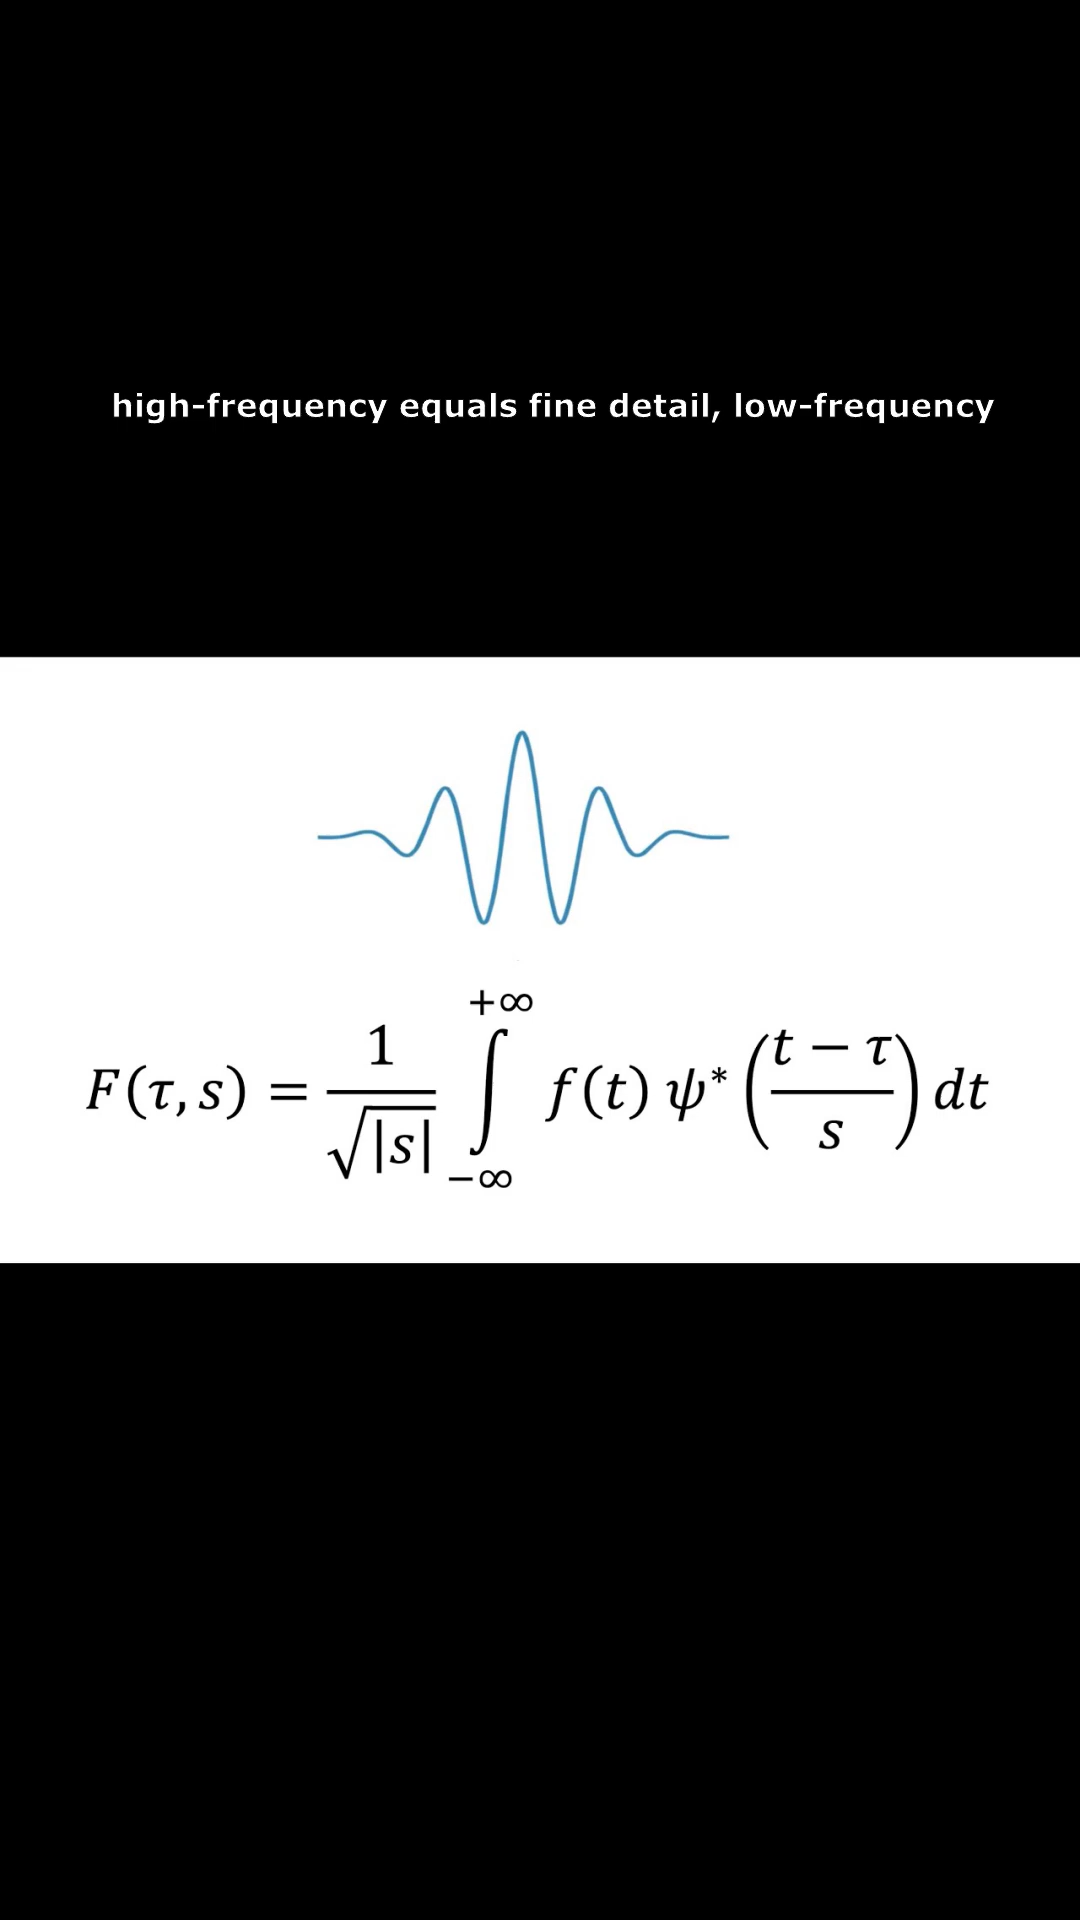 high-frequency equals fine detail, low-frequency
F(τ, s) = 1/√|s| ∫_{−∞}^{+∞} f(t) ψ* ((t − τ)/s) dt